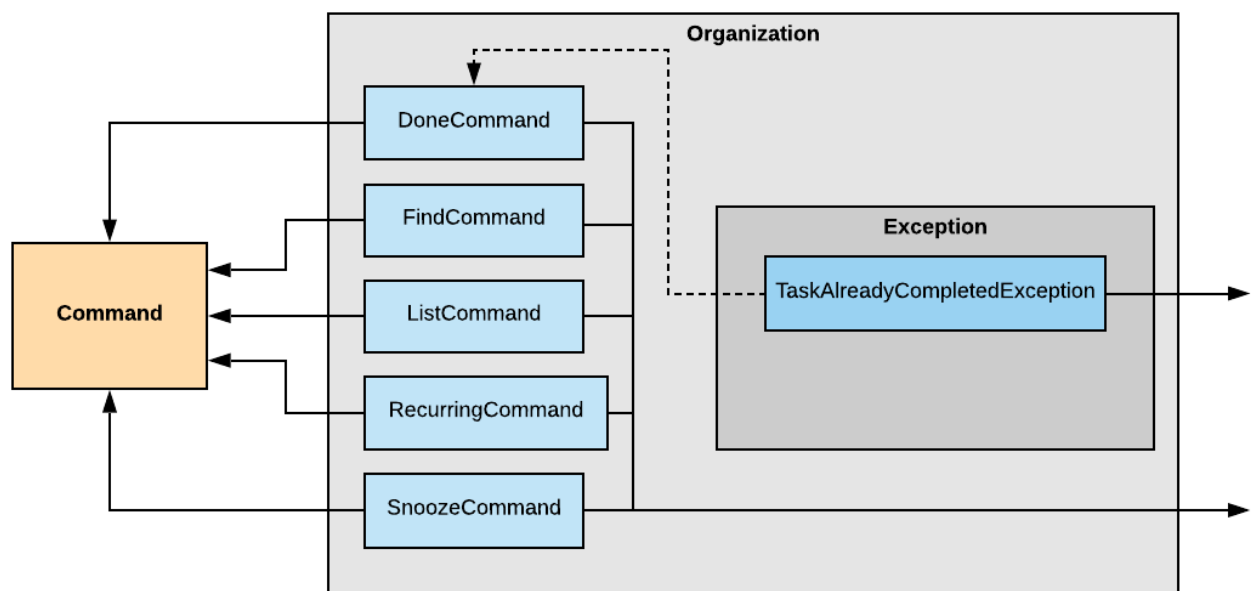 Organization
DoneCommand
FindCommand
Exception
TaskAlreadyCompletedException
Command
ListCommand
RecurringCommand
SnoozeCommand